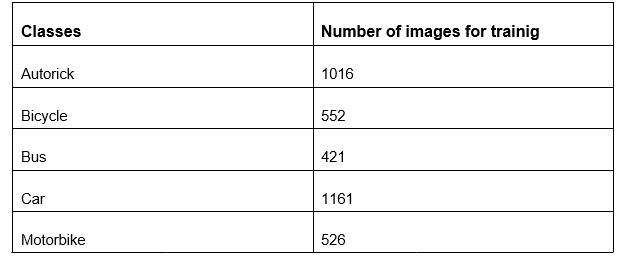 Classes Number of images for trainig
Autorick 1016
Bicycle 552
Bus 421
Car 1161
Motorbike 526